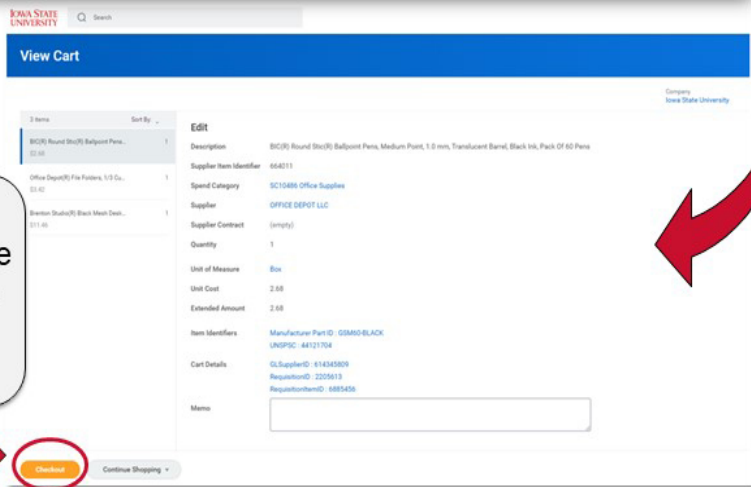 IOWA STATE
UNIVERSITY
Search
View Cart
Company
Iowa State University
3 items Sort By
BIC(R) Round Stic(R) Ballpoint Pens... 1
$2.68
Office Depot(R) File Folders, 1/3 Cu... 1
$3.42
Brenton Studio(R) Black Mesh Desk... 1
$11.46
Edit
Description BIC(R) Round Stic(R) Ballpoint Pens, Medium Point, 1.0 mm, Translucent Barrel, Black Ink, Pack Of 60 Pens
Supplier Item Identifier 664011
Spend Category SC10486 Office Supplies
Supplier OFFICE DEPOT LLC
Supplier Contract (empty)
Quantity 1
Unit of Measure Box
Unit Cost 2.68
Extended Amount 2.68
Item Identifiers Manufacturer Part ID : GSM60-BLACK
UNSPSC : 44121704
Cart Details GLSupplierID : 614345809
RequisitionID : 2205613
RequisitionItemID : 6885456
Memo
e
Checkout Continue Shopping